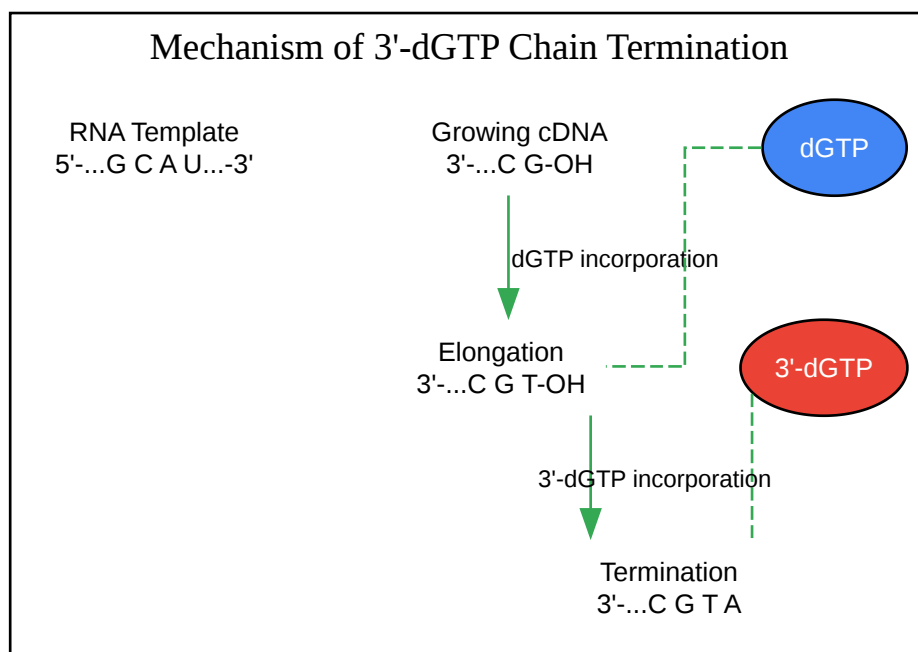 Mechanism of 3'-dGTP Chain Termination
RNA Template
5'-...G C A U...-3'
Growing cDNA
3'-...C G-OH
dGTP
dGTP incorporation
Elongation
3'-...C G T-OH
3'-dGTP
3'-dGTP incorporation
Termination
3'-...C G T A